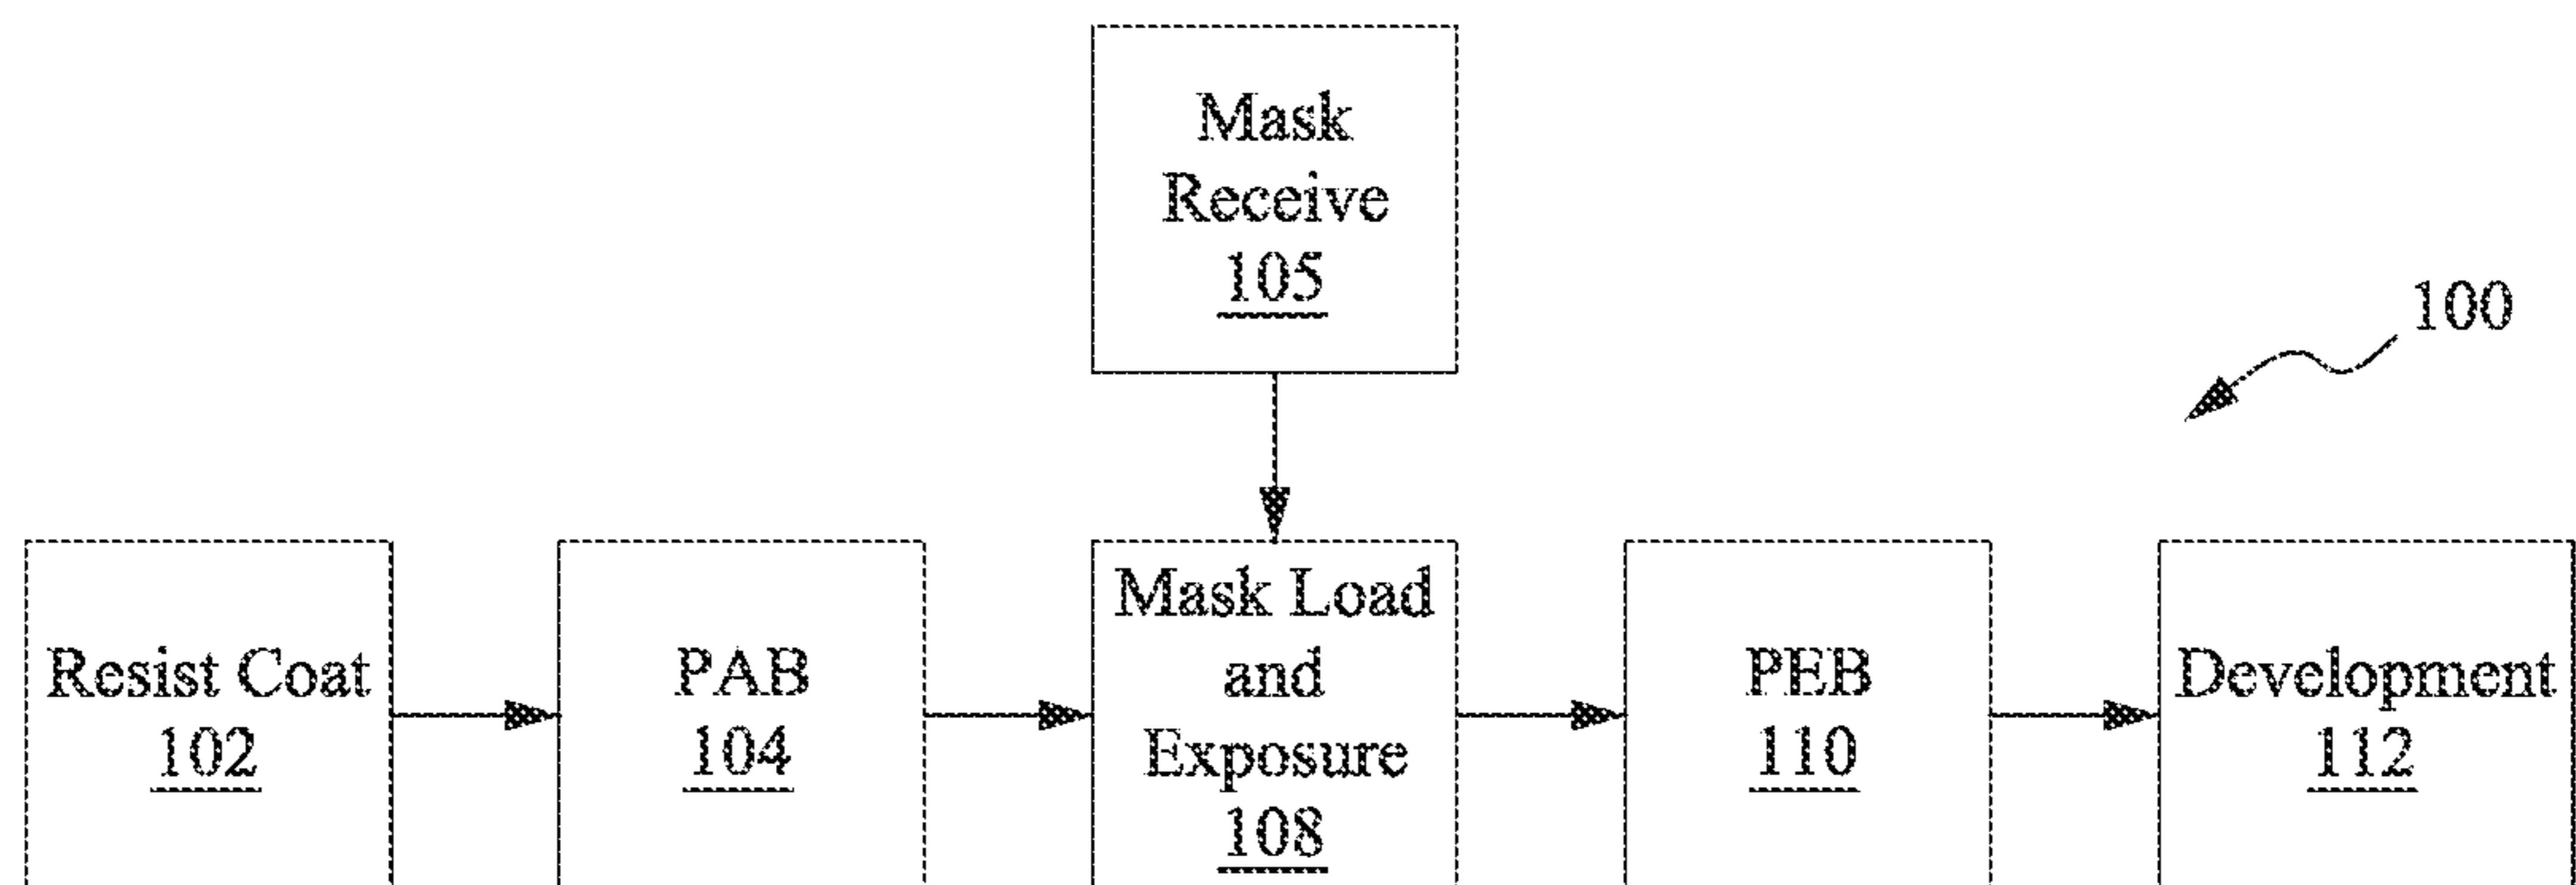 Mask
Receive
105
100
Resist Coat
102
PAB
104
Mask Load
and
Exposure
108
PEB
110
Development
112